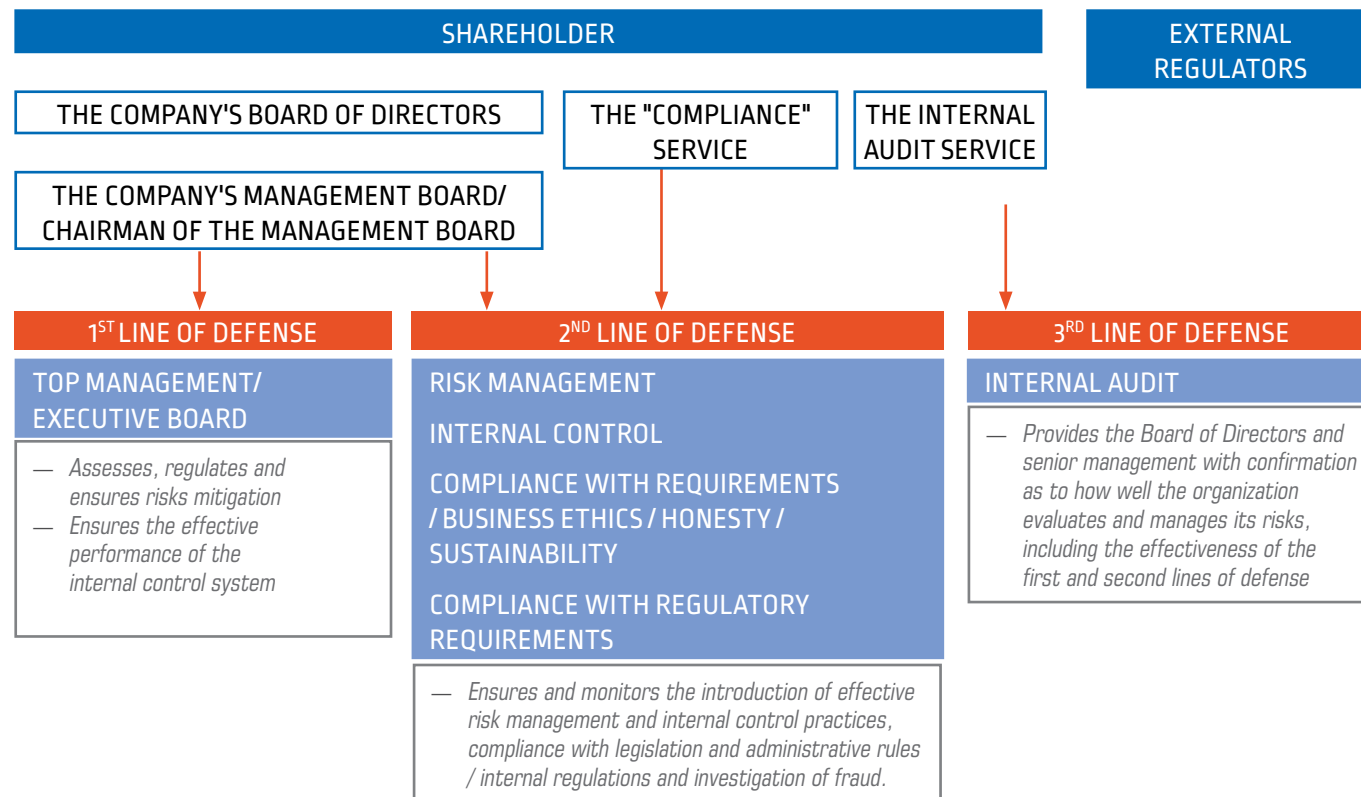 SHAREHOLDER
EXTERNAL
REGULATORS
THE COMPANY'S BOARD OF DIRECTORS
THE "COMPLIANCE"
SERVICE
THE INTERNAL
AUDIT SERVICE
THE COMPANY'S MANAGEMENT BOARD/
CHAIRMAN OF THE MANAGEMENT BOARD
1ST LINE OF DEFENSE
TOP MANAGEMENT/
EXECUTIVE BOARD
— Assesses, regulates and
ensures risks mitigation
— Ensures the effective
performance of the
internal control system
2ND LINE OF DEFENSE
RISK MANAGEMENT
INTERNAL CONTROL
COMPLIANCE WITH REQUIREMENTS
/ BUSINESS ETHICS / HONESTY /
SUSTAINABILITY
COMPLIANCE WITH REGULATORY
REQUIREMENTS
— Ensures and monitors the introduction of effective
risk management and internal control practices,
compliance with legislation and administrative rules
/ internal regulations and investigation of fraud.
3RD LINE OF DEFENSE
INTERNAL AUDIT
— Provides the Board of Directors and
senior management with confirmation
as to how well the organization
evaluates and manages its risks,
including the effectiveness of the
first and second lines of defense